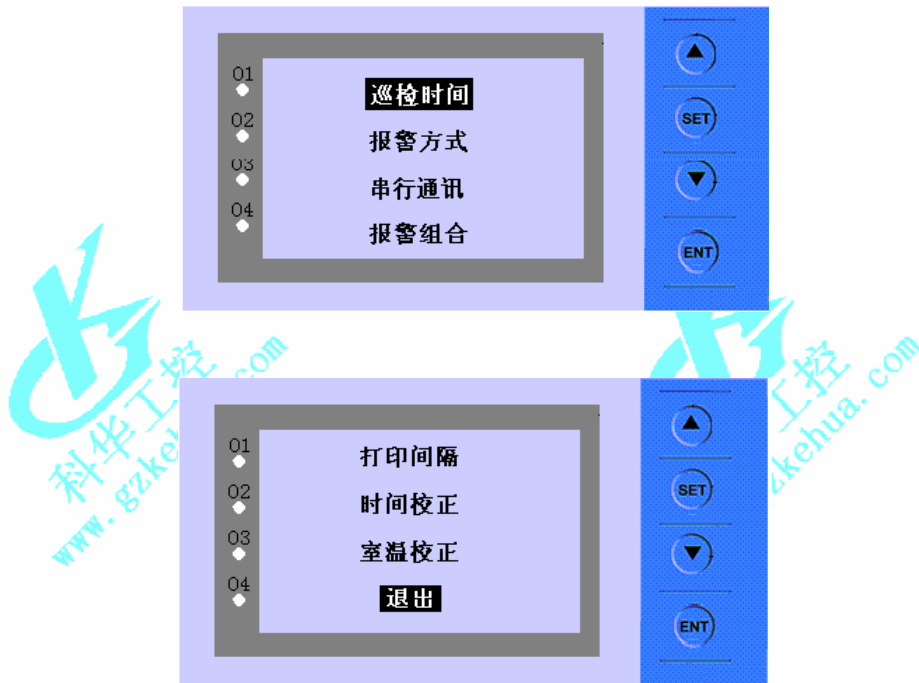 01
巡检时间
02
报警方式
03
串行通讯
04
报警组合
SET
ENT
科华工控
.com
工控
zkehua.com
www.gzke
01
打印间隔
02
时间校正
03
室温校正
04
退出
SET
ENT